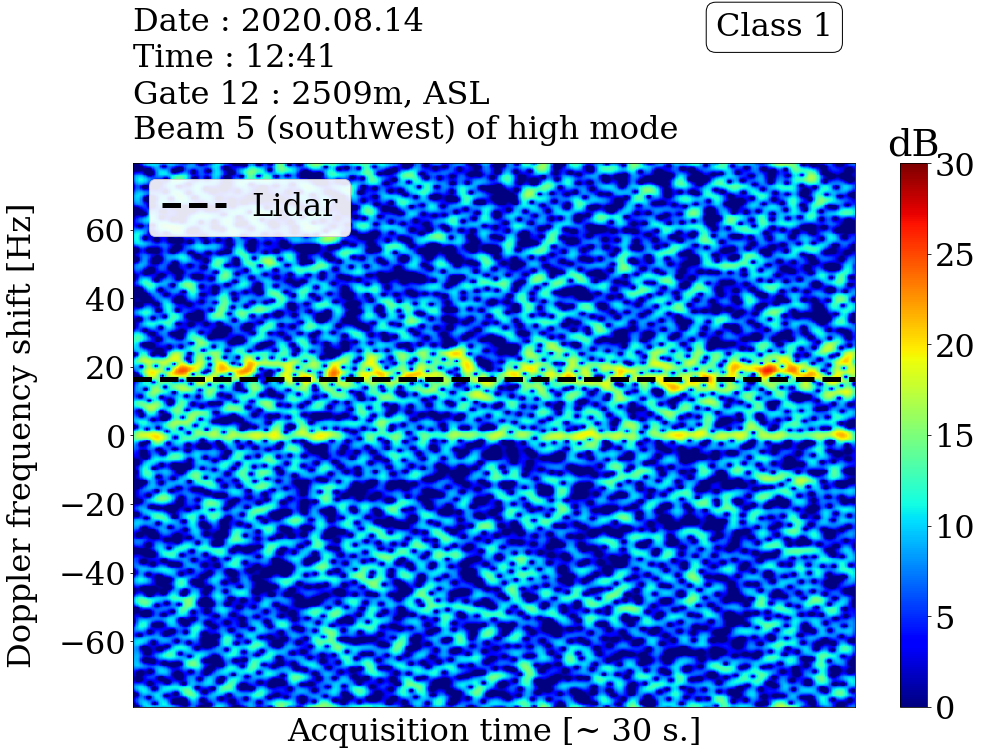 Date : 2020.08.14
Time : 12:41
Gate 12 : 2509m, ASL
Beam 5 (southwest) of high mode
Class 1
dB
Lidar
Doppler frequency shift [Hz]
60
40
20
0
−20
−40
−60
30
25
20
15
10
5
0
Acquisition time [~ 30 s.]